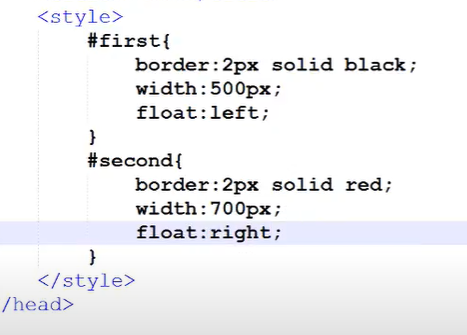 <style>
#first{
border:2px solid black;
width:500px;
float:left;
}
#second{
border:2px solid red;
width:700px;
float:right;
}
</style>
/head>